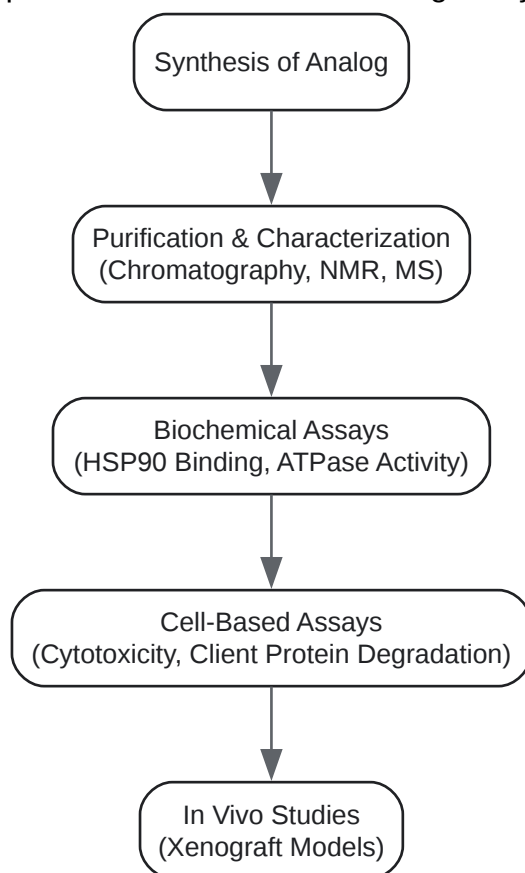 Synthesis of Analog
Purification & Characterization
(Chromatography, NMR, MS)
Biochemical Assays
(HSP90 Binding, ATPase Activity)
Cell-Based Assays
(Cytotoxicity, Client Protein Degradation)
In Vivo Studies
(Xenograft Models)